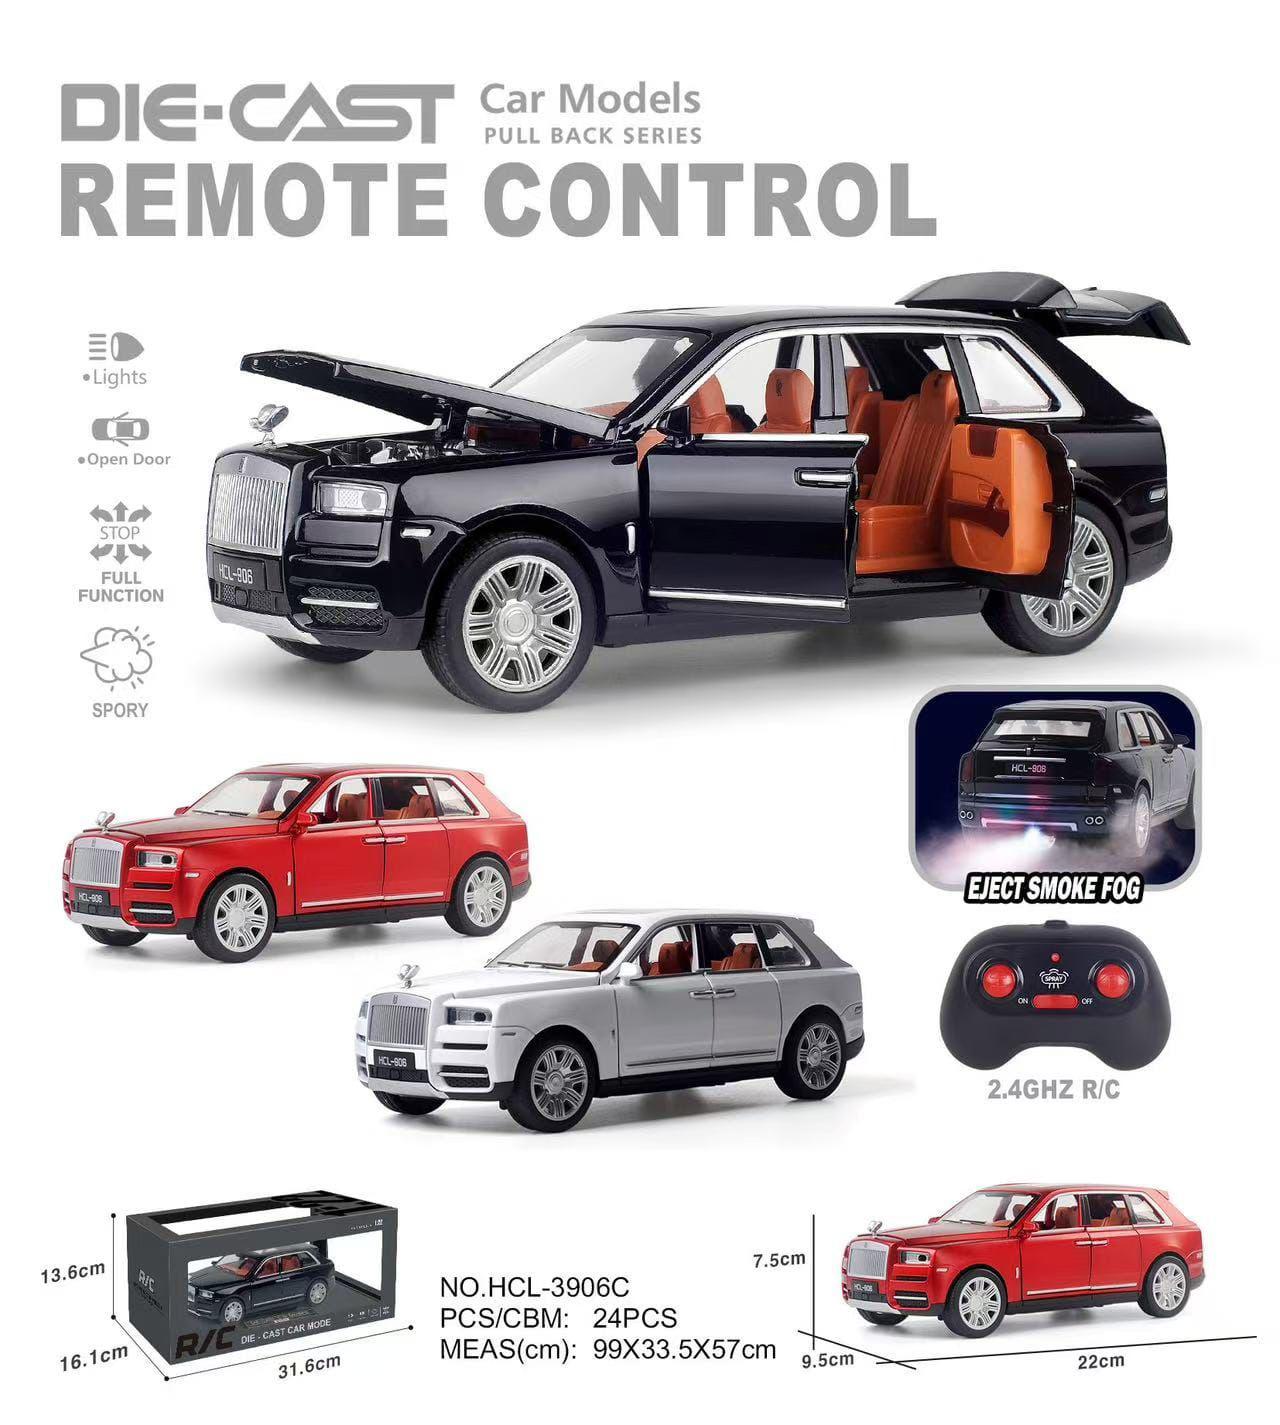 DIE-CAST Car Models
PULL BACK SERIES
REMOTE CONTROL
•Lights
•Open Door
STOP
FULL
FUNCTION
SPORY
HCL-906
HCL-906
EJECT SMOKE FOG
HCL-906
HCL-906
SPRAY
ON OFF
2.4GHZ R/C
13.6cm
16.1cm
31.6cm
R/C
R/C DIE - CAST CAR MODE
NO.HCL-3906C
PCS/CBM: 24PCS
MEAS(cm): 99X33.5X57cm
7.5cm
9.5cm
22cm
HCL-906